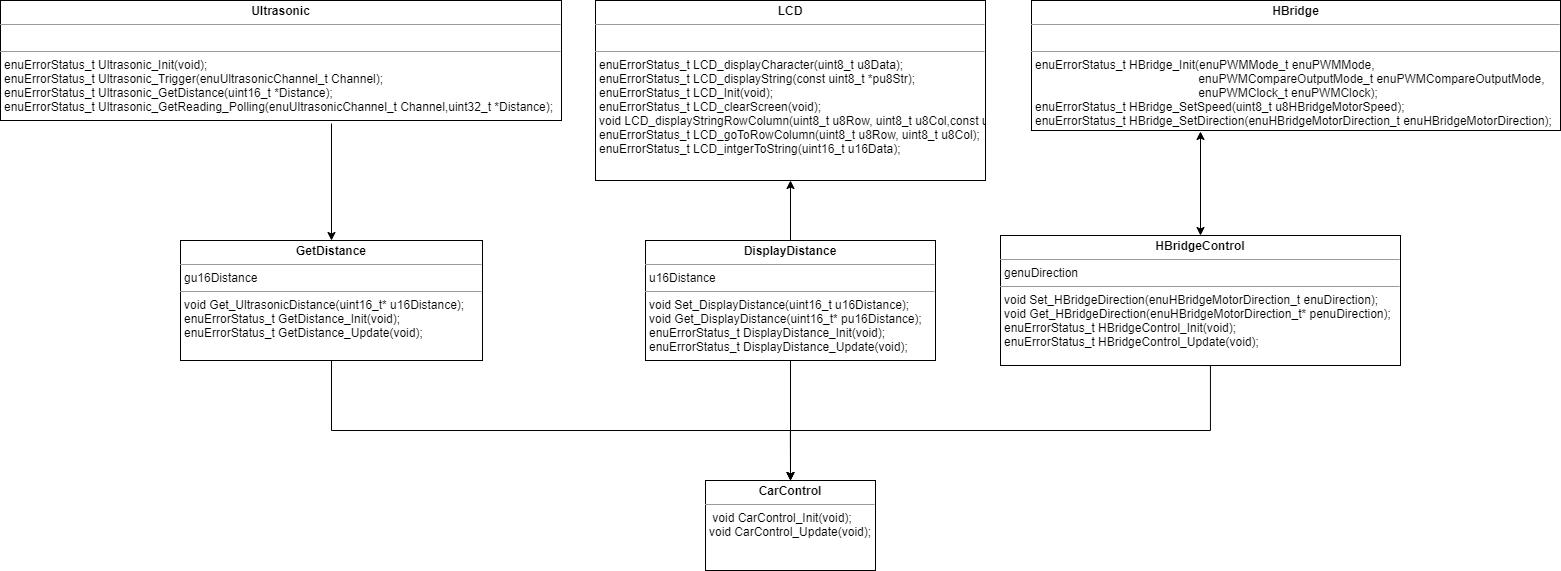 Ultrasonic
enuErrorStatus_t Ultrasonic_Init(void);
enuErrorStatus_t Ultrasonic_Trigger(enuUltrasonicChannel_t Channel);
enuErrorStatus_t Ultrasonic_GetDistance(uint16_t *Distance);
enuErrorStatus_t Ultrasonic_GetReading_Polling(enuUltrasonicChannel_t Channel,uint32_t *Distance);
LCD
enuErrorStatus_t LCD_displayCharacter(uint8_t u8Data);
enuErrorStatus_t LCD_displayString(const uint8_t *pu8Str);
enuErrorStatus_t LCD_Init(void);
enuErrorStatus_t LCD_clearScreen(void);
void LCD_displayStringRowColumn(uint8_t u8Row, uint8_t u8Col,const u
enuErrorStatus_t LCD_goToRowColumn(uint8_t u8Row, uint8_t u8Col);
enuErrorStatus_t LCD_intgerToString(uint16_t u16Data);
HBridge
enuErrorStatus_t HBridge_Init(enuPWMMode_t enuPWMMode,
enuPWMCompareOutputMode_t enuPWMCompareOutputMode,
enuPWMClock_t enuPWMClock);
enuErrorStatus_t HBridge_SetSpeed(uint8_t u8HBridgeMotorSpeed);
enuErrorStatus_t HBridge_SetDirection(enuHBridgeMotorDirection_t enuHBridgeMotorDirection);
GetDistance
gu16Distance
void Get_UltrasonicDistance(uint16_t* u16Distance);
enuErrorStatus_t GetDistance_Init(void);
enuErrorStatus_t GetDistance_Update(void);
DisplayDistance
u16Distance
void Set_DisplayDistance(uint16_t u16Distance);
void Get_DisplayDistance(uint16_t* pu16Distance);
enuErrorStatus_t DisplayDistance_Init(void);
enuErrorStatus_t DisplayDistance_Update(void);
HBridgeControl
genuDirection
void Set_HBridgeDirection(enuHBridgeMotorDirection_t enuDirection);
void Get_HBridgeDirection(enuHBridgeMotorDirection_t* penuDirection);
enuErrorStatus_t HBridgeControl_Init(void);
enuErrorStatus_t HBridgeControl_Update(void);
CarControl
void CarControl_Init(void);
void CarControl_Update(void);